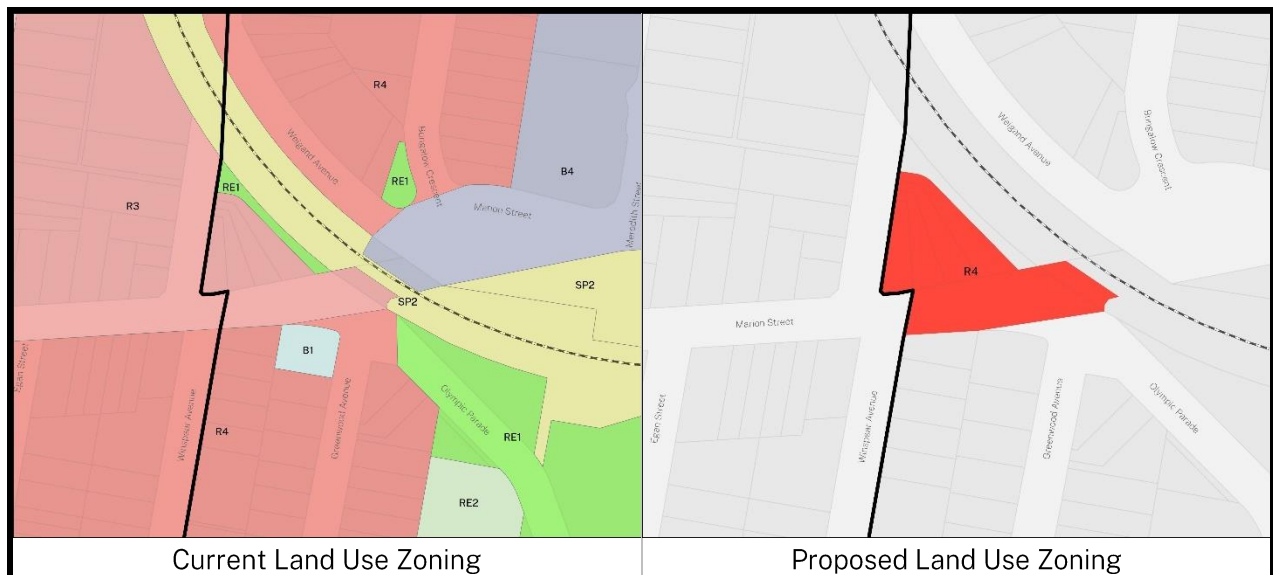 R4
Weigand Avenue
Bungalow Crescent
RE1
B4
Marion Street
Meredith Street
RE1
R3
SP2
SP2
B1
Egan Street
Winspear Avenue
R4
Greenwood Avenue
Olympic Parade
RE1
RE2
Current Land Use Zoning
Weigand Avenue
Bungalow Crescent
R4
Marion Street
Egan Street
Winspear Avenue
Greenwood Avenue
Olympic Parade
Proposed Land Use Zoning